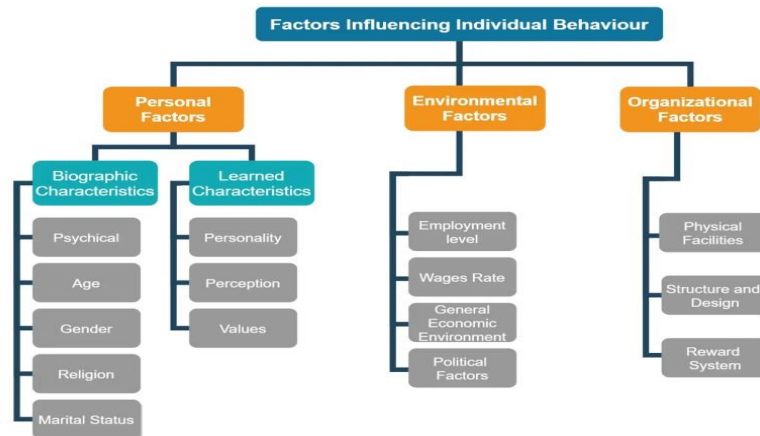 Factors Influencing Individual Behaviour
Personal
Factors
Environmental
Factors
Organizational
Factors
Biographic
Characteristics
Learned
Characteristics
Psychical
Age
Gender
Religion
Marital Status
Personality
Perception
Values
Employment
level
Wages Rate
General
Economic
Environment
Political
Factors
Physical
Facilities
Structure and
Design
Reward
System